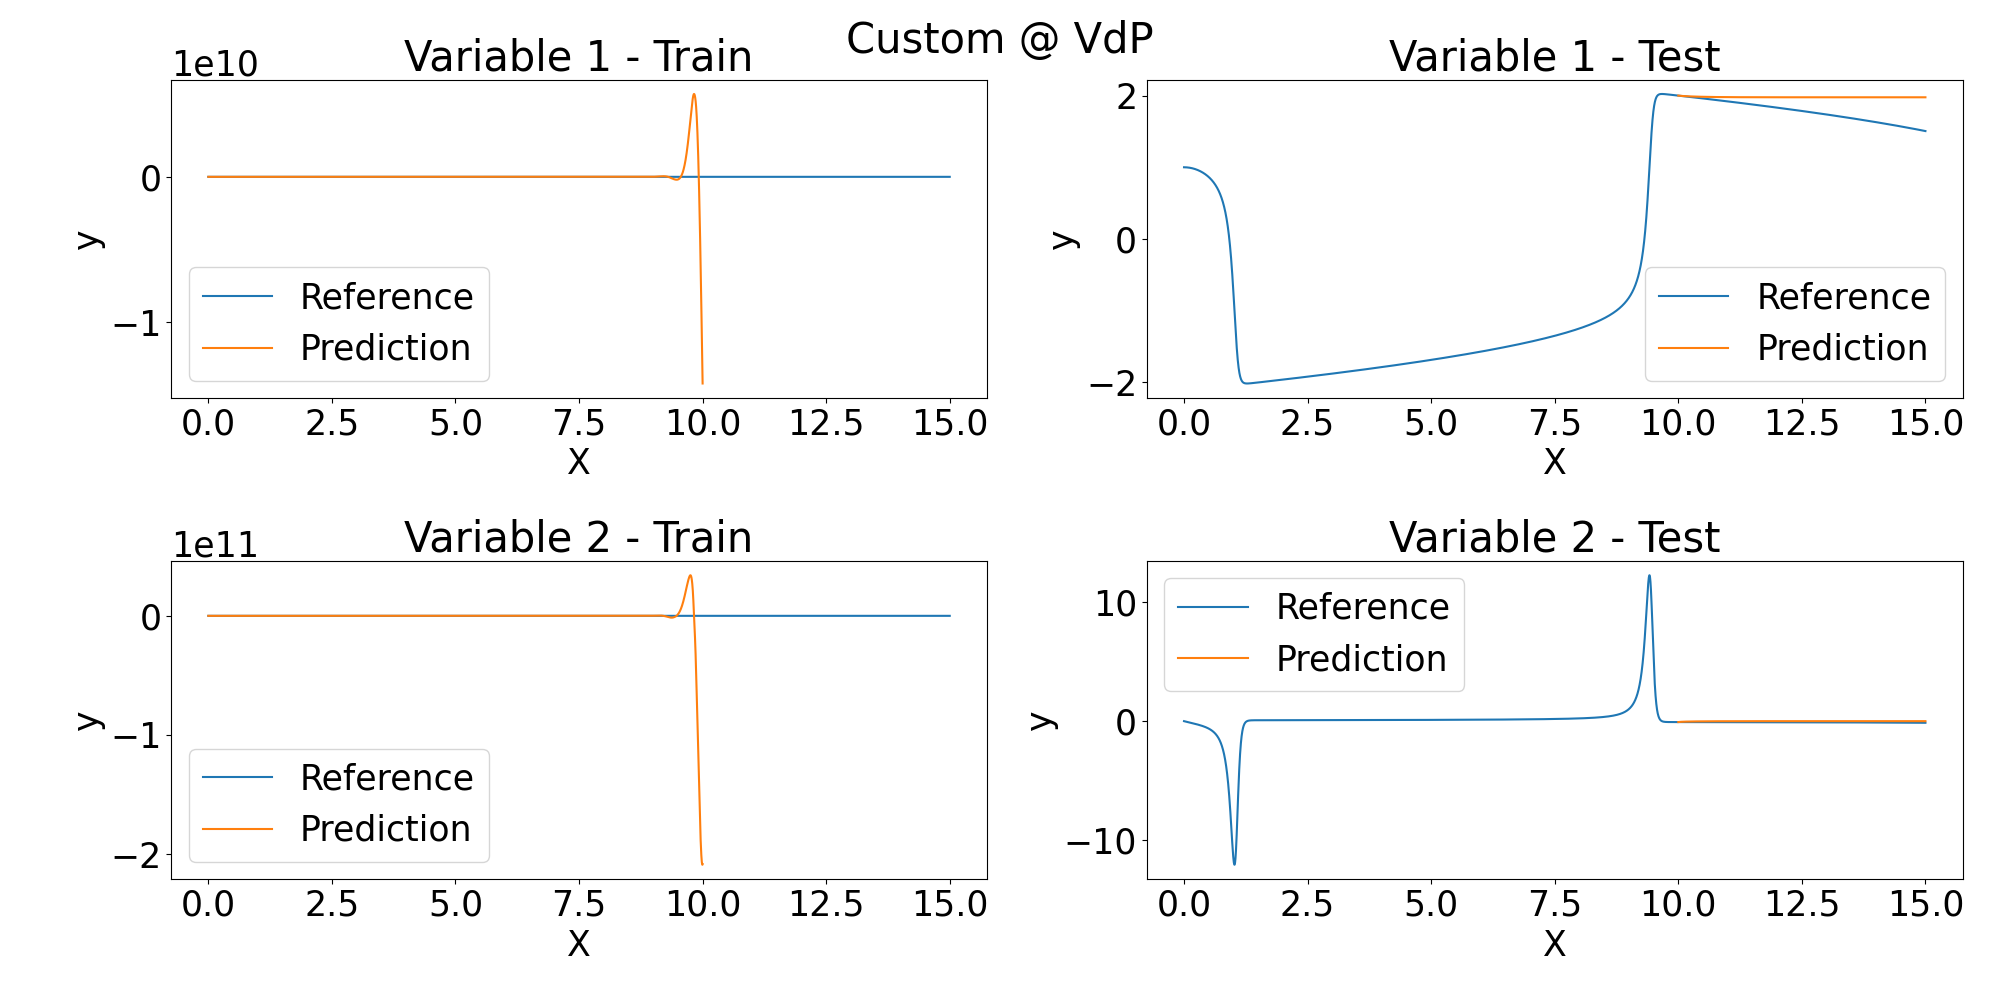 Custom @ VdP
Variable 1 - Train
1e10
0
−1
y
Reference
Prediction
0.0 2.5 5.0 7.5 10.0 12.5 15.0
X
Variable 1 - Test
2
0
−2
y
Reference
Prediction
0.0 2.5 5.0 7.5 10.0 12.5 15.0
X
Variable 2 - Train
1e11
0
−1
−2
y
Reference
Prediction
0.0 2.5 5.0 7.5 10.0 12.5 15.0
X
Variable 2 - Test
10
0
−10
y
Reference
Prediction
0.0 2.5 5.0 7.5 10.0 12.5 15.0
X